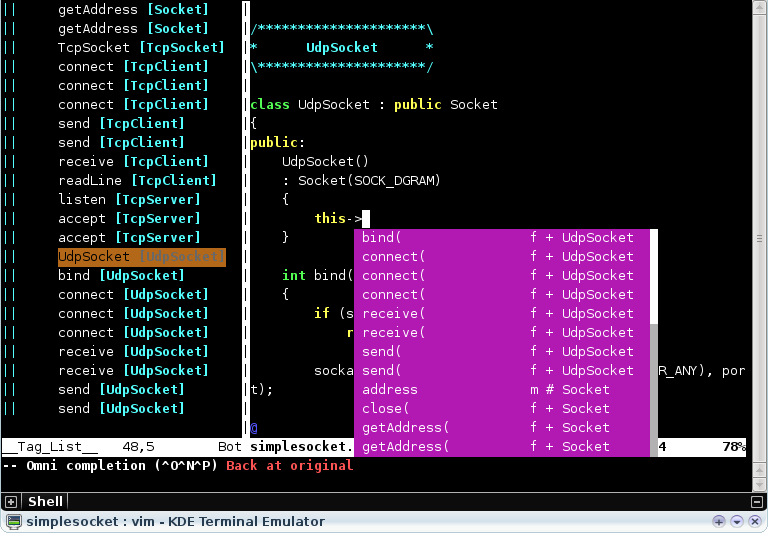 || getAddress [Socket]
|| getAddress [Socket]
|| TcpSocket [TcpSocket]
|| connect [TcpClient]
|| connect [TcpClient]
|| connect [TcpClient]
|| send [TcpClient]
|| send [TcpClient]
|| receive [TcpClient]
|| readLine [TcpClient]
|| listen [TcpServer]
|| accept [TcpServer]
|| accept [TcpServer]
|| UdpSocket [UdpSocket]
|| bind [UdpSocket]
|| connect [UdpSocket]
|| connect [UdpSocket]
|| connect [UdpSocket]
|| receive [UdpSocket]
|| receive [UdpSocket]
|| send [UdpSocket]
|| send [UdpSocket]
__Tag_List__ 48,5 Bot
/*********************\
* UdpSocket *
\*********************/
class UdpSocket : public Socket
{
public:
UdpSocket()
: Socket(SOCK_DGRAM)
{
this->
}
int bind(
{
if (s
r
socka
R_ANY), por
t);
@
bind( f + UdpSocket
connect( f + UdpSocket
connect( f + UdpSocket
connect( f + UdpSocket
receive( f + UdpSocket
receive( f + UdpSocket
send( f + UdpSocket
send( f + UdpSocket
address m # Socket
close( f + Socket
getAddress( f + Socket
getAddress( f + Socket
simplesocket. 4 78%
-- Omni completion (^O^N^P) Back at original
Shell
simplesocket : vim - KDE Terminal Emulator